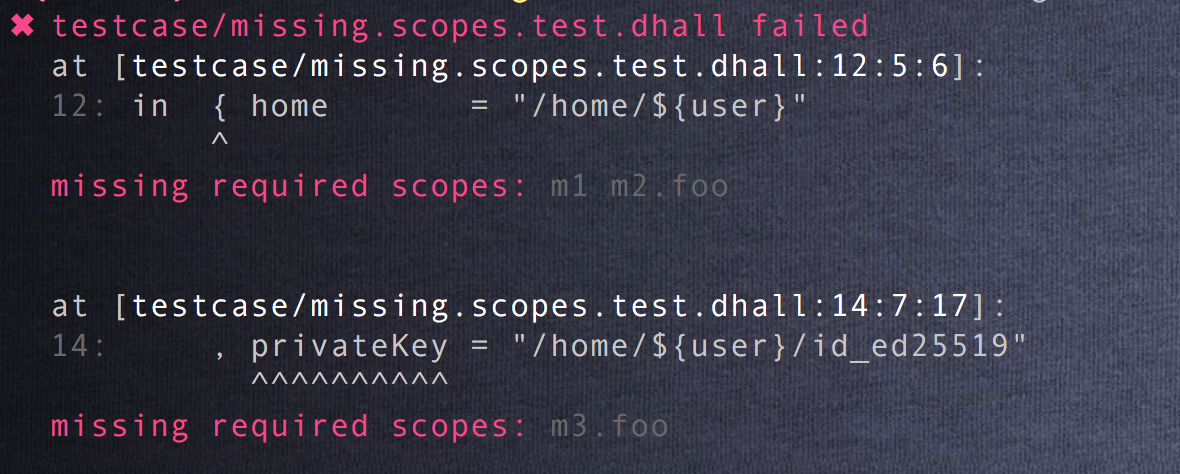 ✖ testcase/missing.scopes.test.dhall failed
at [testcase/missing.scopes.test.dhall:12:5:6]:
12: in  { home       = "/home/${user}"
        ^
missing required scopes: m1 m2.foo
at [testcase/missing.scopes.test.dhall:14:7:17]:
14:     , privateKey = "/home/${user}/id_ed25519"
          ^^^^^^^^^^
missing required scopes: m3.foo